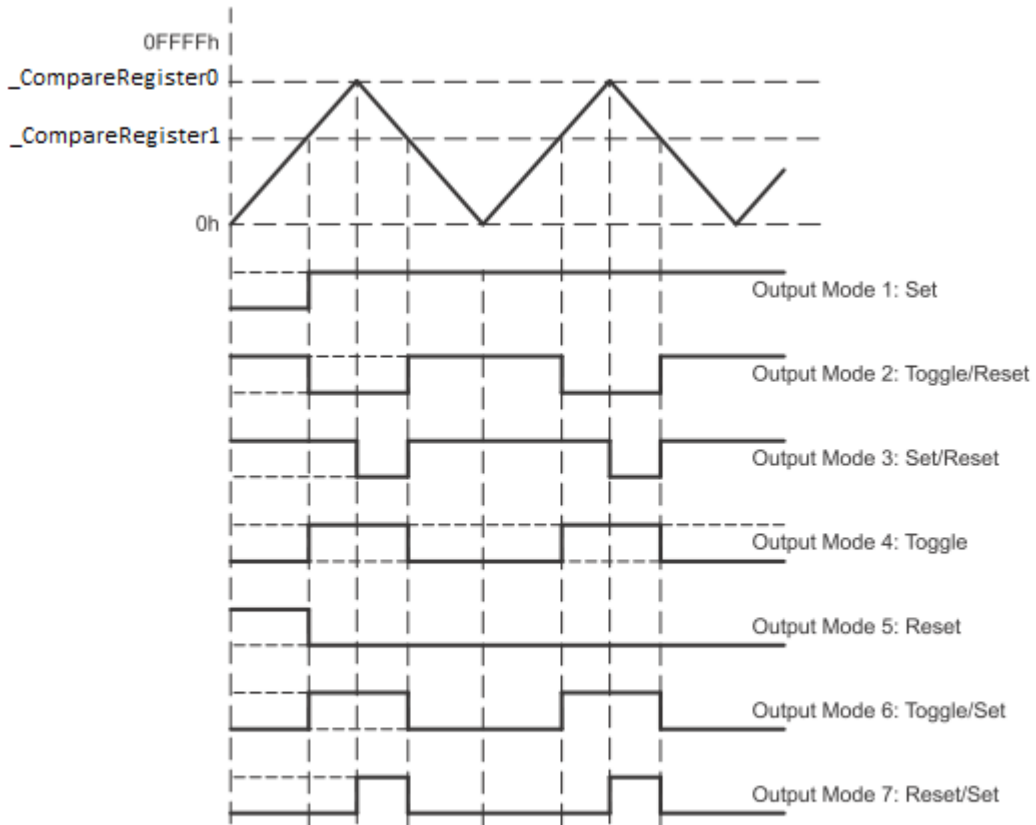 0FFFFh
_CompareRegister0
_CompareRegister1
0h
Output Mode 1: Set
Output Mode 2: Toggle/Reset
Output Mode 3: Set/Reset
Output Mode 4: Toggle
Output Mode 5: Reset
Output Mode 6: Toggle/Set
Output Mode 7: Reset/Set